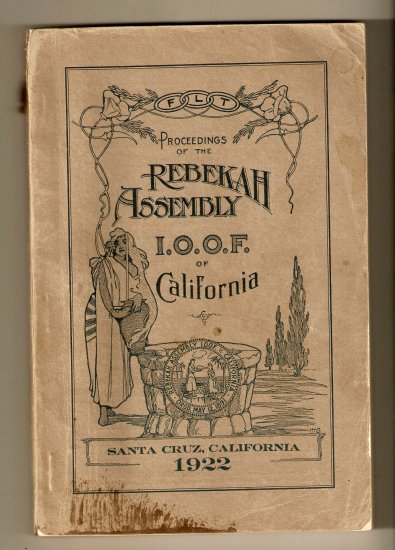 F L T
PROCEEDINGS
OF THE
REBEKAH
ASSEMBLY
I.O.O.F.
OF
California
SANTA CRUZ, CALIFORNIA
1922